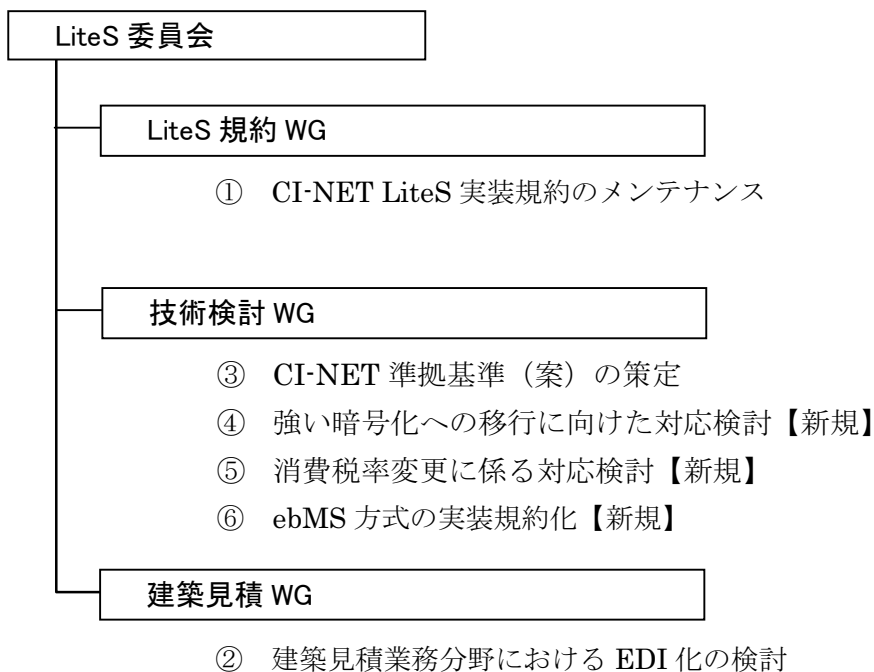 LiteS 委員会
LiteS 規約 WG
① CI-NET LiteS 実装規約のメンテナンス
技術検討 WG
③ CI-NET 準拠基準（案）の策定
④ 強い暗号化への移行に向けた対応検討【新規】
⑤ 消費税率変更に係る対応検討【新規】
⑥ ebMS 方式の実装規約化【新規】
建築見積 WG
② 建築見積業務分野における EDI 化の検討